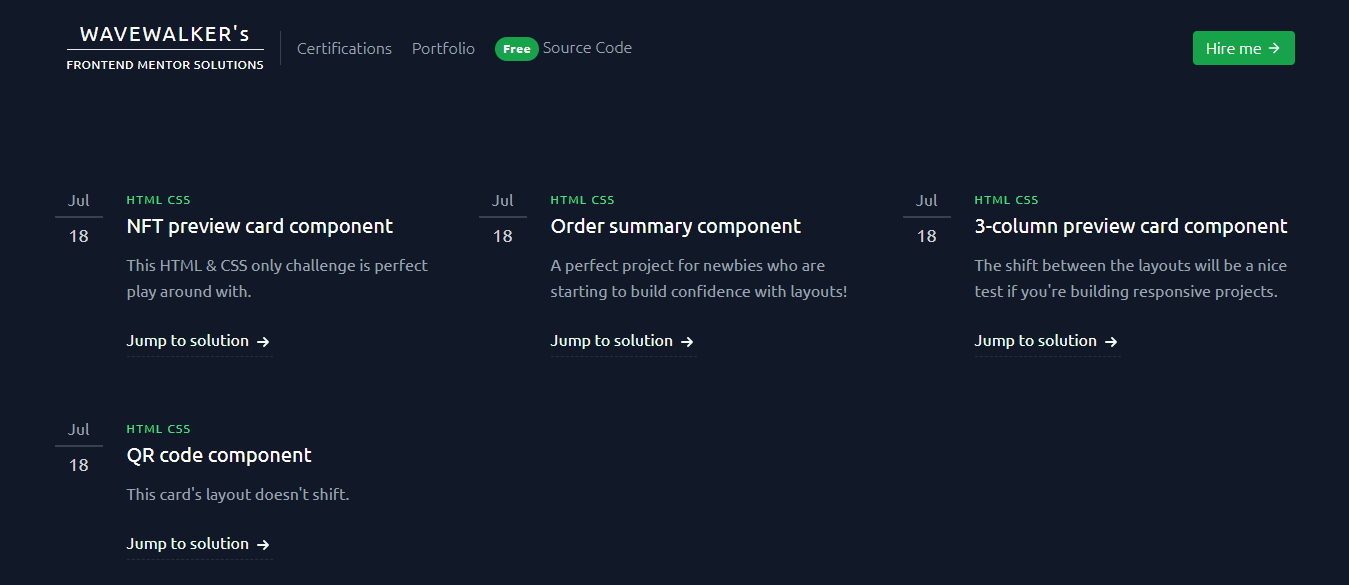 WAVEWALKER's
FRONTEND MENTOR SOLUTIONS
Certifications
Portfolio
Free Source Code
Hire me →
Jul
18
HTML CSS
NFT preview card component
This HTML & CSS only challenge is perfect
play around with.
Jump to solution →
Jul
18
HTML CSS
Order summary component
A perfect project for newbies who are
starting to build confidence with layouts!
Jump to solution →
Jul
18
HTML CSS
3-column preview card component
The shift between the layouts will be a nice
test if you're building responsive projects.
Jump to solution →
Jul
18
HTML CSS
QR code component
This card's layout doesn't shift.
Jump to solution →